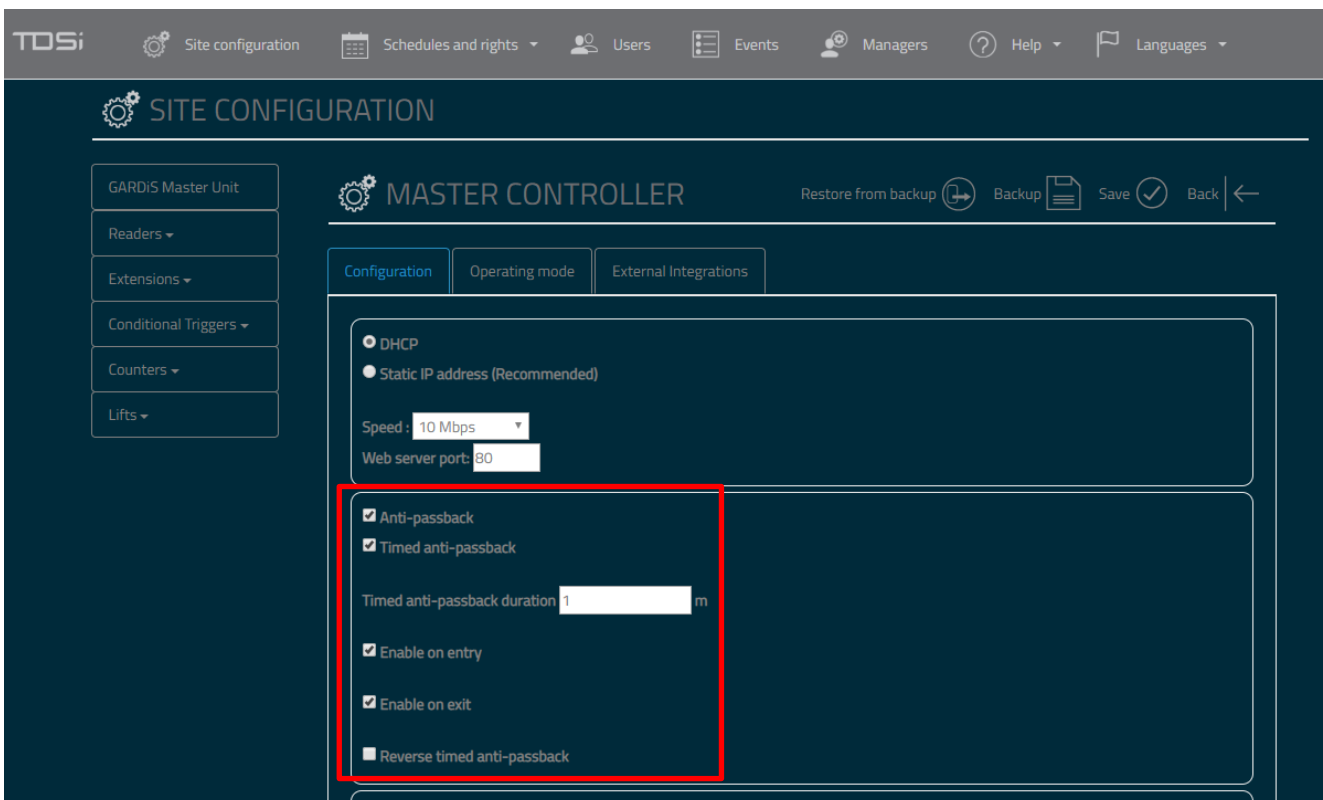 TDSi Site configuration Schedules and rights Users Events Managers Help Languages
SITE CONFIGURATION
GARDiS Master Unit
Readers
Extensions
Conditional Triggers
Counters
Lifts
MASTER CONTROLLER
Restore from backup Backup Save Back
Configuration Operating mode External Integrations
DHCP
Static IP address (Recommended)
Speed : 10 Mbps
Web server port: 80
Anti-passback
Timed anti-passback
Timed anti-passback duration 1 m
Enable on entry
Enable on exit
Reverse timed anti-passback